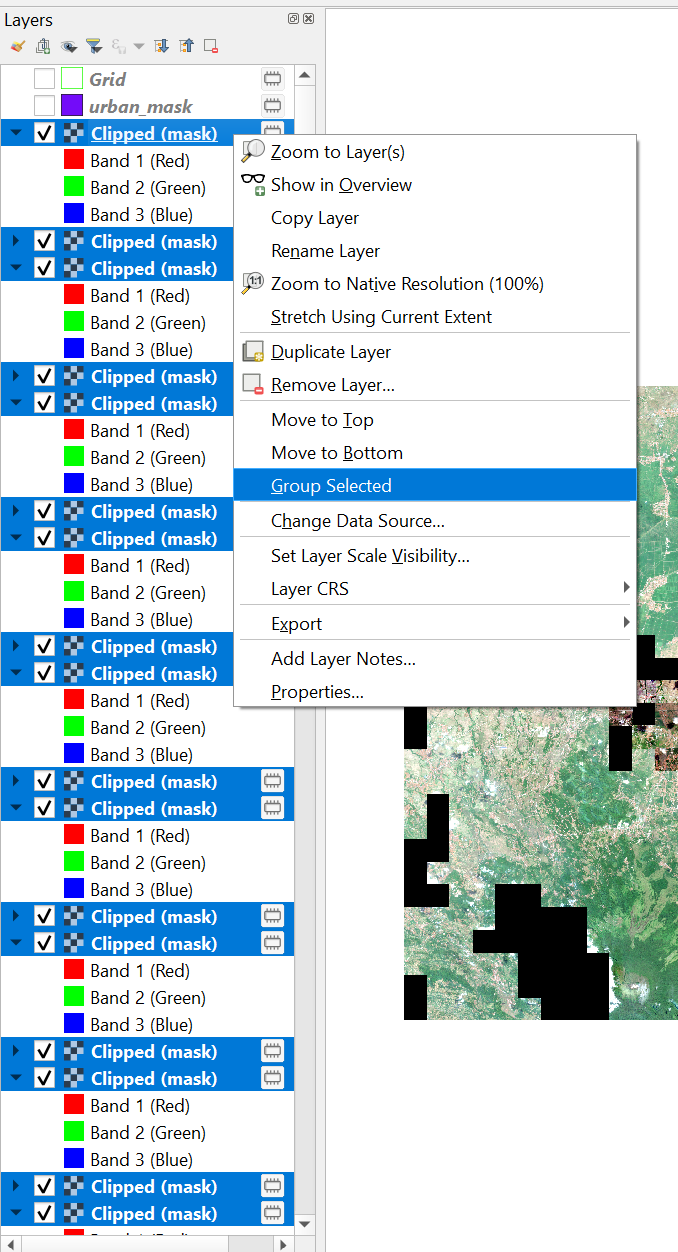 Layers
Grid
urban_mask
Clipped (mask)
Band 1 (Red)
Band 2 (Green)
Band 3 (Blue)
Clipped (mask)
Clipped (mask)
Band 1 (Red)
Band 2 (Green)
Band 3 (Blue)
Clipped (mask)
Clipped (mask)
Band 1 (Red)
Band 2 (Green)
Band 3 (Blue)
Clipped (mask)
Clipped (mask)
Band 1 (Red)
Band 2 (Green)
Band 3 (Blue)
Clipped (mask)
Clipped (mask)
Band 1 (Red)
Band 2 (Green)
Band 3 (Blue)
Clipped (mask)
Clipped (mask)
Band 1 (Red)
Band 2 (Green)
Band 3 (Blue)
Clipped (mask)
Clipped (mask)
Band 1 (Red)
Band 2 (Green)
Band 3 (Blue)
Clipped (mask)
Clipped (mask)
Band 1 (Red)
Band 2 (Green)
Band 3 (Blue)
Clipped (mask)
Clipped (mask)
Zoom to Layer(s)
Show in Overview
Copy Layer
Rename Layer
1:1
Zoom to Native Resolution (100%)
Stretch Using Current Extent
Duplicate Layer
Remove Layer...
Move to Top
Move to Bottom
Group Selected
Change Data Source...
Set Layer Scale Visibility...
Layer CRS
Export
Add Layer Notes...
Properties...